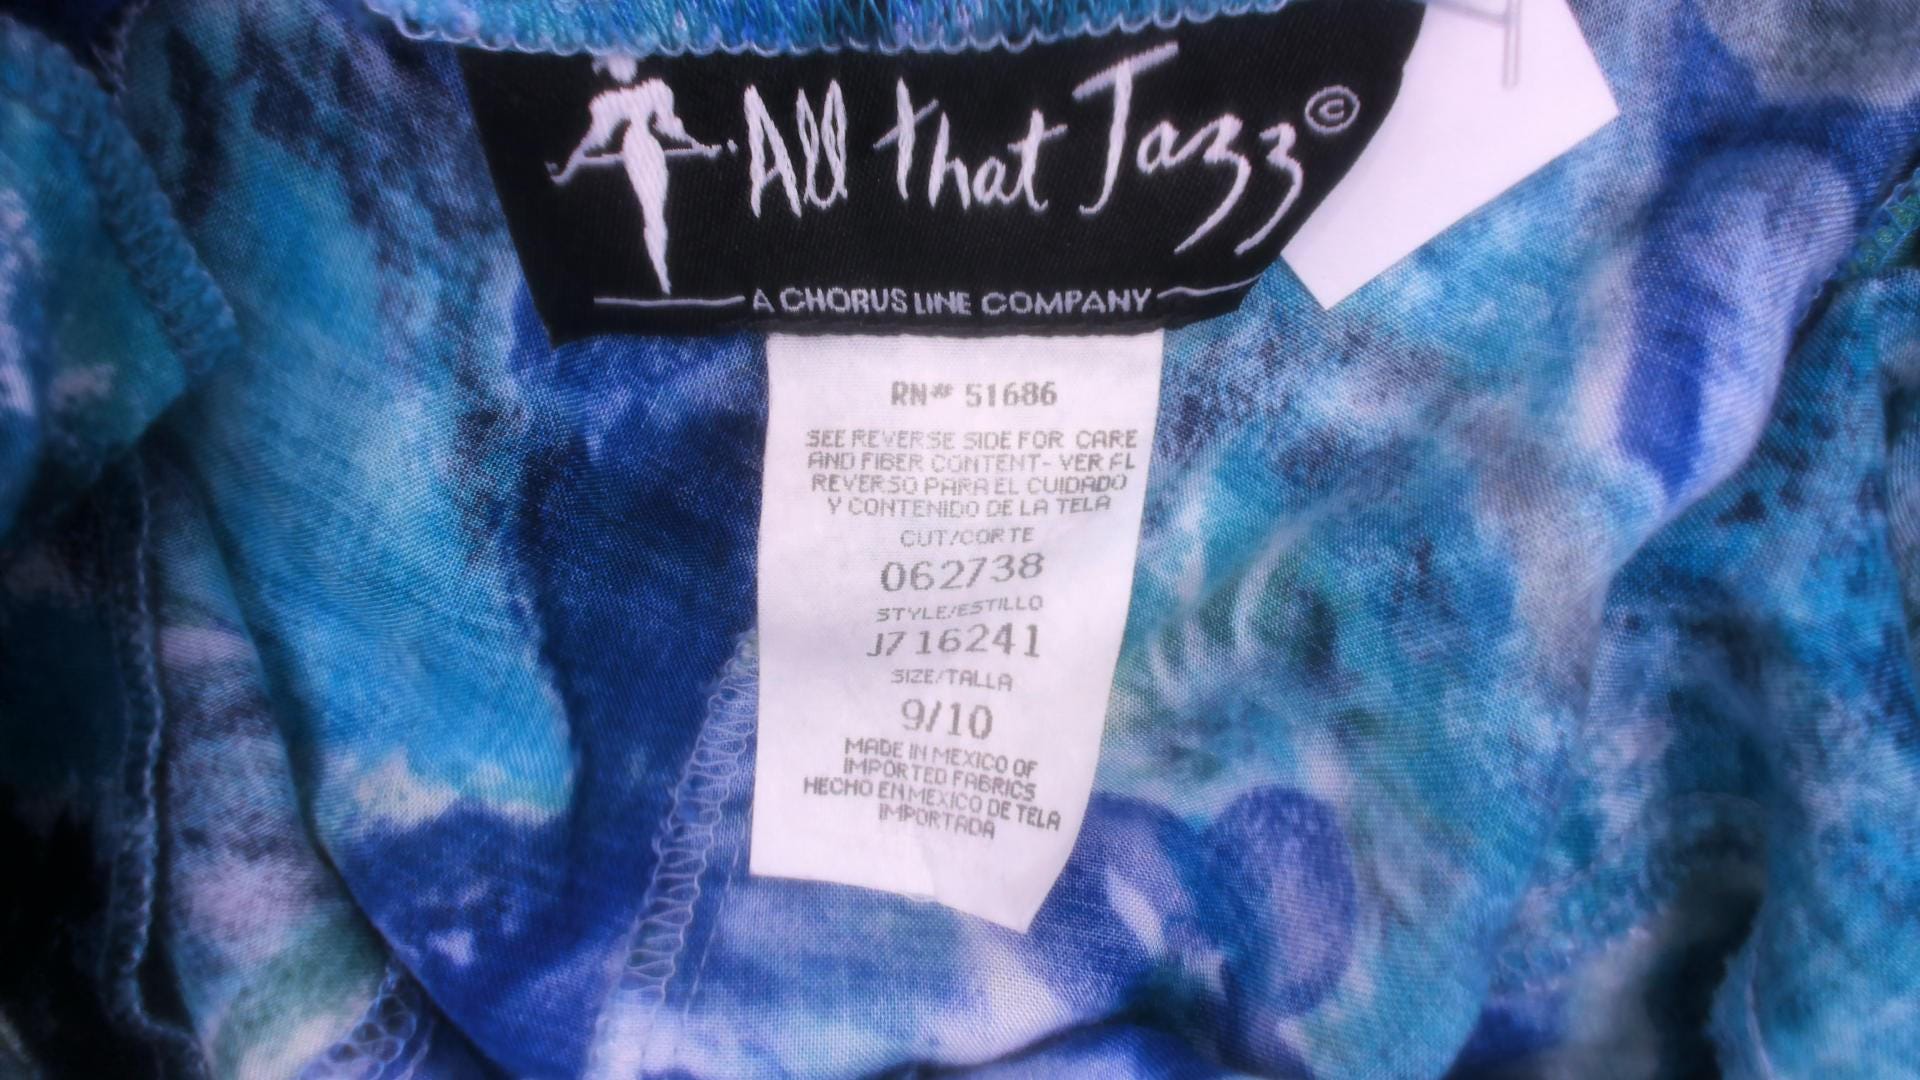 All that Jazz©
A CHORUS LINE COMPANY
RN# 51686
SEE REVERSE SIDE FOR CARE
AND FIBER CONTENT- VER AL
REVERSO PARA EL CUIDADO
Y CONTENIDO DE LA TELA
CUT/CORTE
062738
STYLE/ESTILLO
J716241
SIZE/TALLA
9/10
MADE IN MEXICO OF
IMPORTED FABRICS
HECHO EN MEXICO DE TELA
IMPORTADA